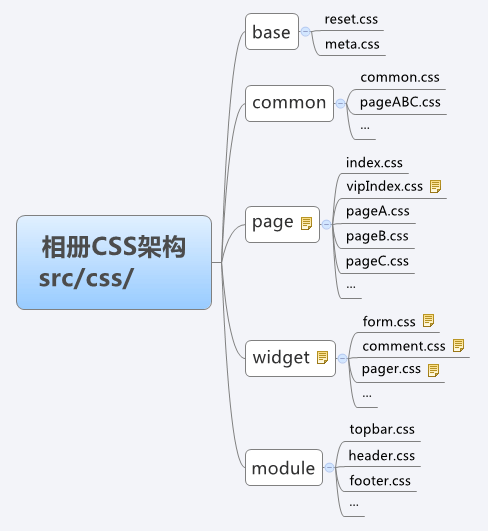 相册CSS架构
src/css/
base
reset.css
meta.css
common
common.css
pageABC.css
...
page
index.css
vipIndex.css
pageA.css
pageB.css
pageC.css
...
widget
form.css
comment.css
pager.css
...
module
topbar.css
header.css
footer.css
...